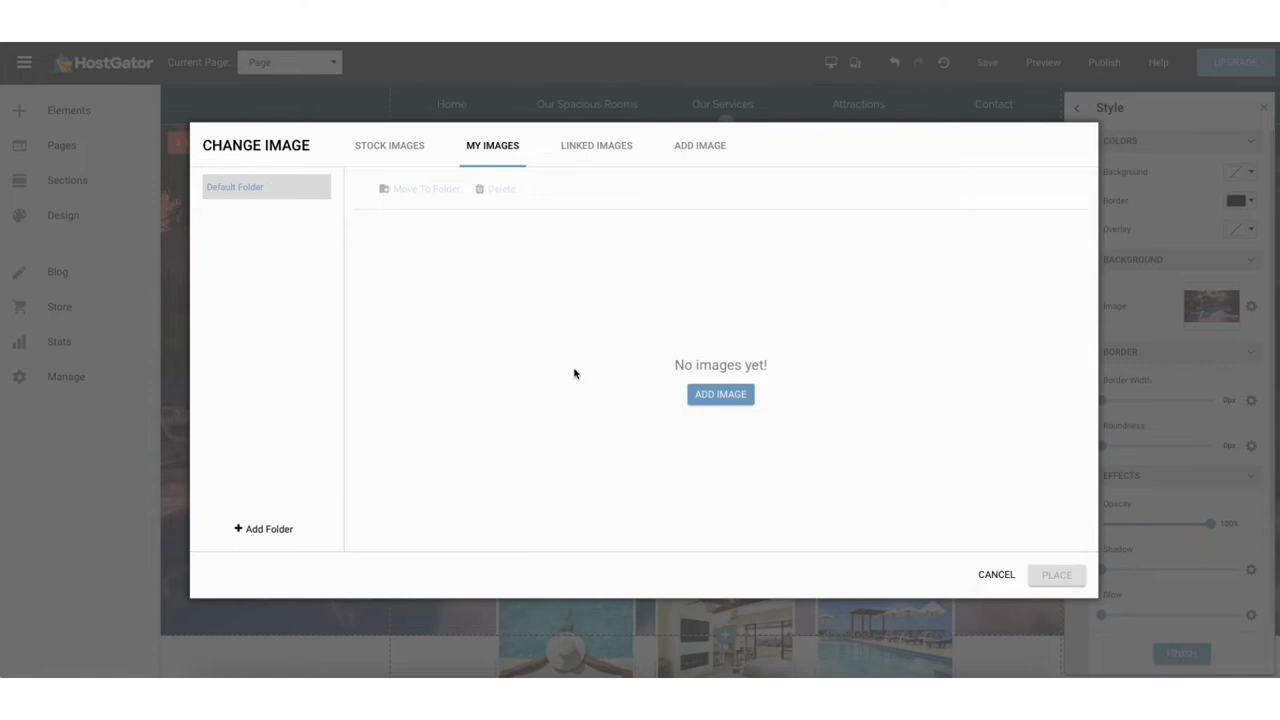 HostGator
Current Page:
Page
Save
Preview
Publish
Help
UPGRADE
Elements
Pages
Sections
Design
Blog
Store
Stats
Manage
Home
Our Spacious Rooms
Our Services
Attractions
Contact
CHANGE IMAGE
STOCK IMAGES
MY IMAGES
LINKED IMAGES
ADD IMAGE
Default Folder
Move To Folder
Delete
No images yet!
ADD IMAGE
Add Folder
CANCEL
PLACE
Style
COLORS
Background
Border
Overlay
BACKGROUND
Image
BORDER
Border Width
0px
Roundness
0px
EFFECTS
Opacity
100%
Shadow
Glow